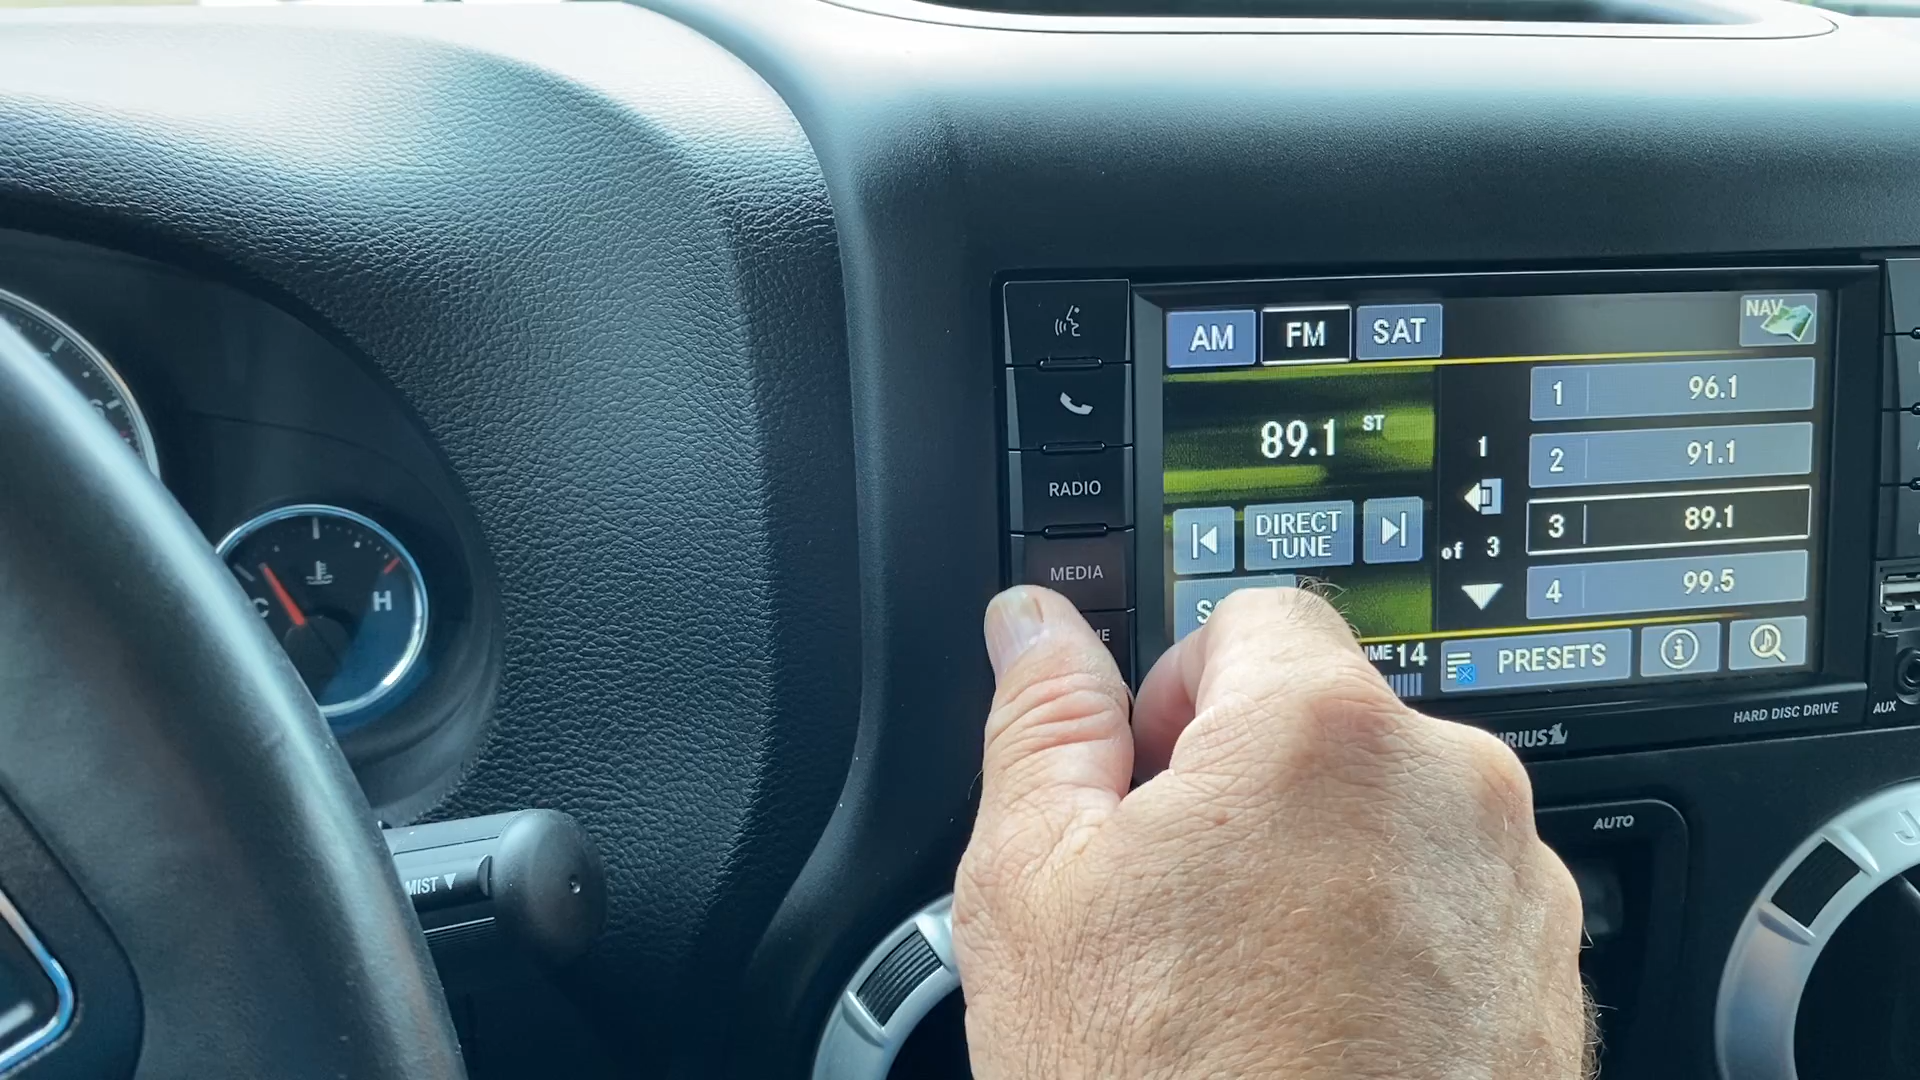 AM FM SAT NAV
89.1 ST
1
of 3
1 96.1
2 91.1
3 89.1
4 99.5
DIRECT
TUNE
14
PRESETS
RADIO
MEDIA
HARD DISC DRIVE
AUX
AUTO
MIST
C H